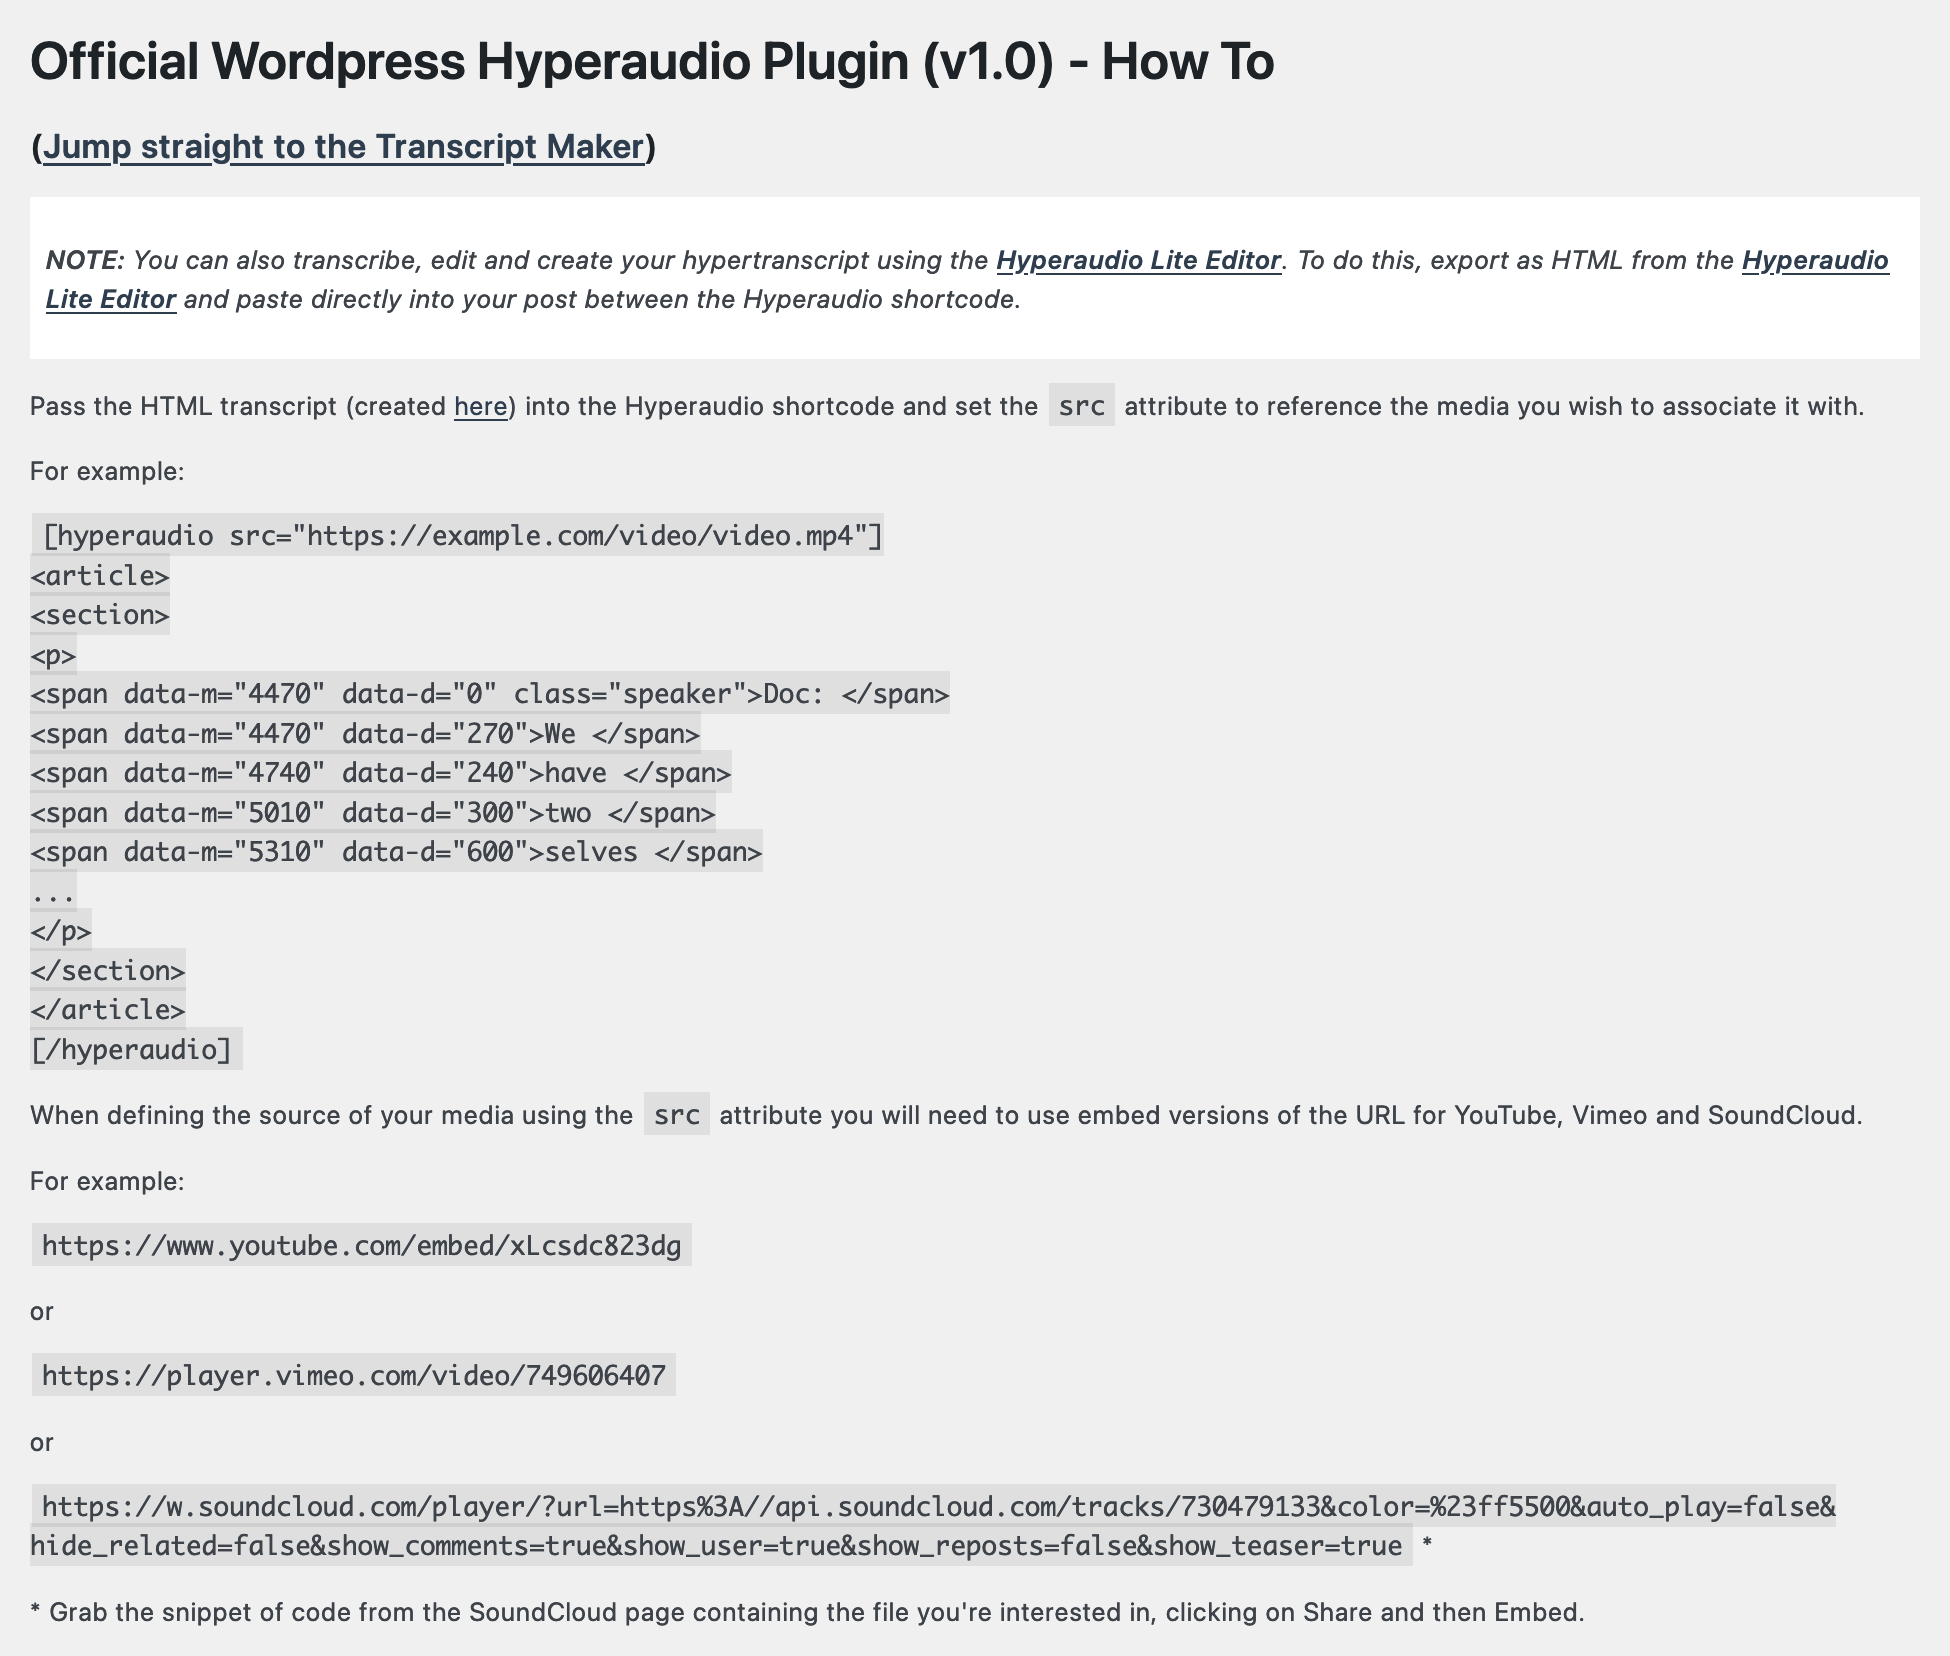 Official Wordpress Hyperaudio Plugin (v1.0) - How To
(Jump straight to the Transcript Maker)
NOTE: You can also transcribe, edit and create your hypertranscript using the Hyperaudio Lite Editor. To do this, export as HTML from the Hyperaudio
Lite Editor and paste directly into your post between the Hyperaudio shortcode.
Pass the HTML transcript (created here) into the Hyperaudio shortcode and set the src attribute to reference the media you wish to associate it with.
For example:
[hyperaudio src="https://example.com/video/video.mp4"]
<article>
<section>
<p>
<span data-m="4470" data-d="0" class="speaker">Doc: </span>
<span data-m="4470" data-d="270">We </span>
<span data-m="4740" data-d="240">have </span>
<span data-m="5010" data-d="300">two </span>
<span data-m="5310" data-d="600">selves </span>
...
</p>
</section>
</article>
[/hyperaudio]
When defining the source of your media using the src attribute you will need to use embed versions of the URL for YouTube, Vimeo and SoundCloud.
For example:
https://www.youtube.com/embed/xLcsdc823dg
or
https://player.vimeo.com/video/749606407
or
https://w.soundcloud.com/player/?url=https%3A//api.soundcloud.com/tracks/730479133&color=%23ff5500&auto_play=false&
hide_related=false&show_comments=true&show_user=true&show_reposts=false&show_teaser=true *
* Grab the snippet of code from the SoundCloud page containing the file you're interested in, clicking on Share and then Embed.